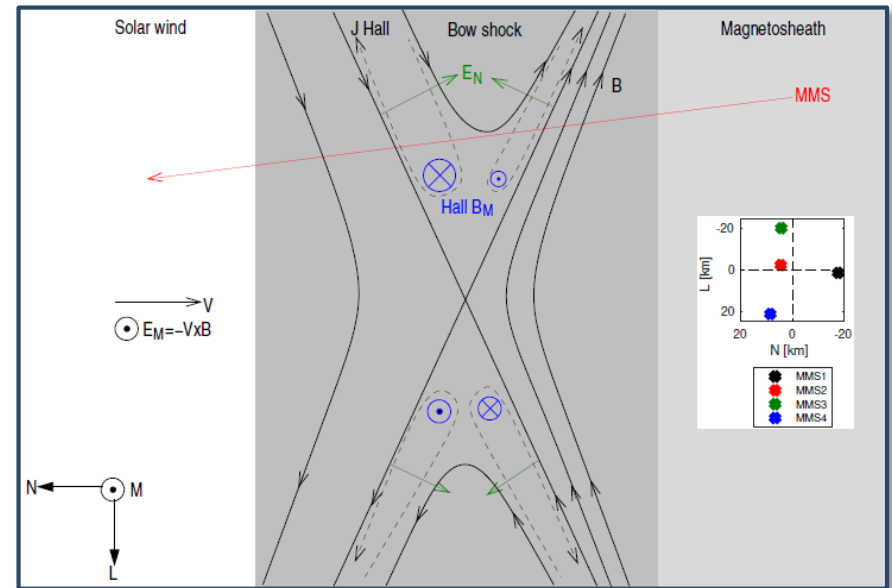 Solar wind
J Hall
Bow shock
Magnetosheath
E_N
B
MMS
Hall B_M
V
E_M=−VxB
N
M
L
-20
0
20
L [km]
20
0
-20
N [km]
MMS1
MMS2
MMS3
MMS4